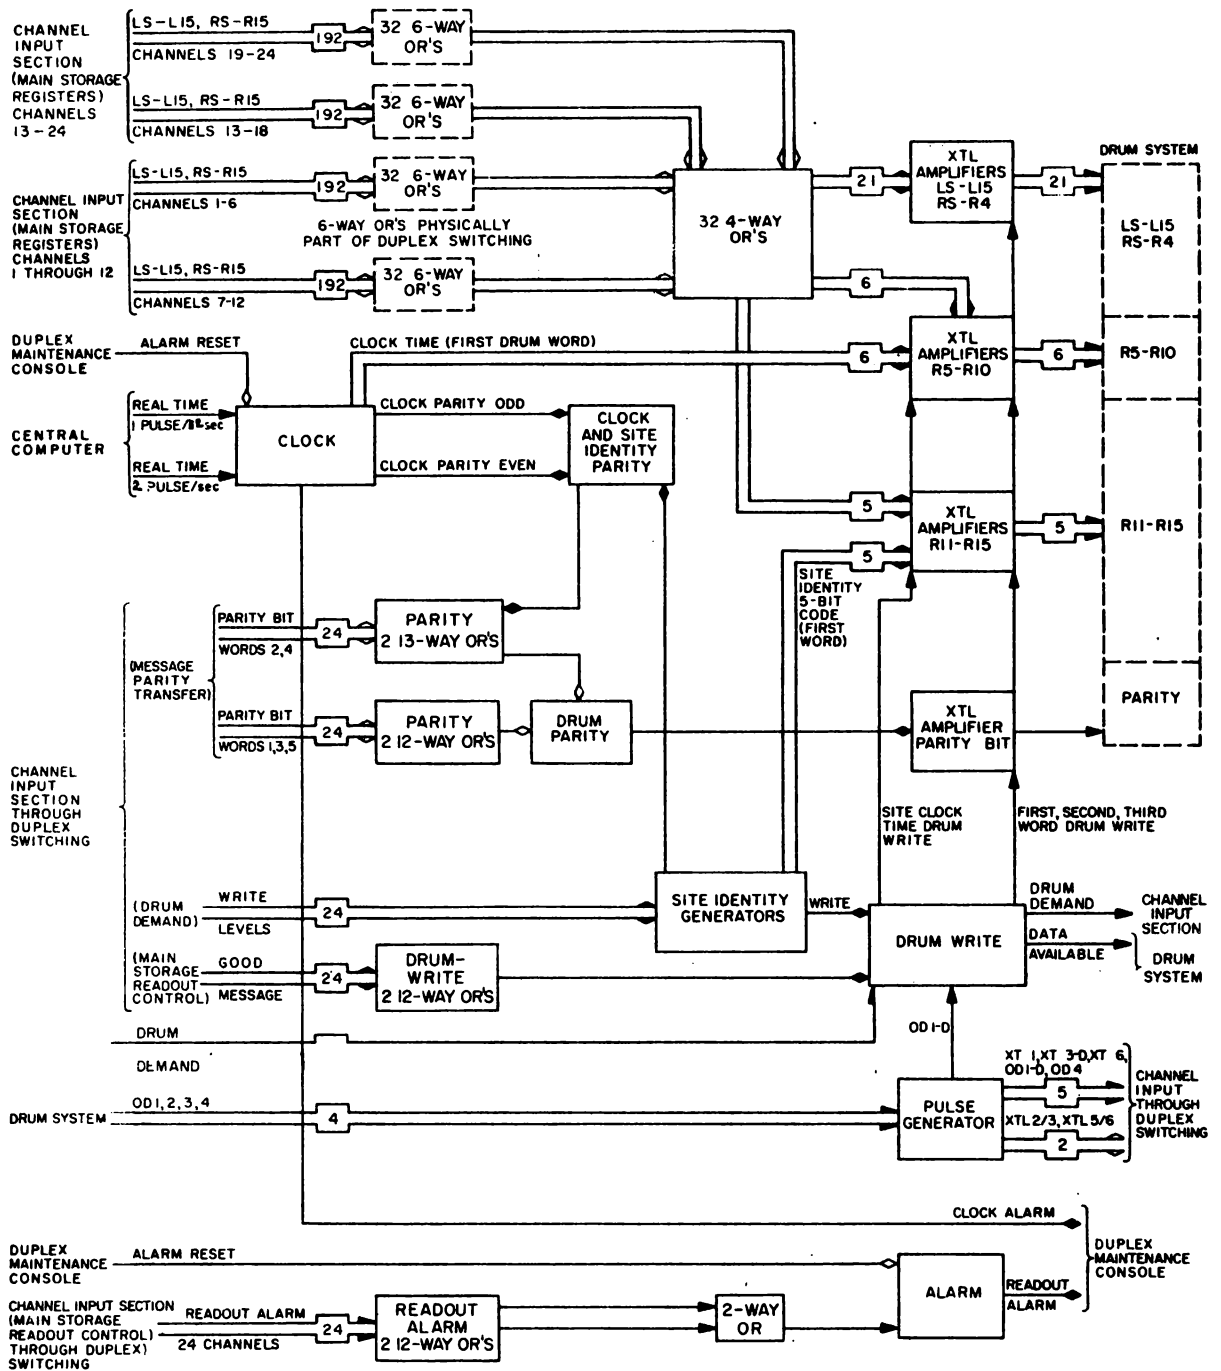 CHANNEL
INPUT
SECTION
(MAIN STORAGE
REGISTERS)
CHANNELS
13-24
LS-L15, RS-R15
CHANNELS 19-24
192
32 6-WAY
OR'S
LS-L15, RS-R15
CHANNELS 13-18
192
32 6-WAY
OR'S
CHANNEL INPUT
SECTION
(MAIN STORAGE
REGISTERS)
CHANNELS
1 THROUGH 12
LS-L15, RS-R15
CHANNELS 1-6
192
32 6-WAY
OR'S
6-WAY OR'S PHYSICALLY
PART OF DUPLEX SWITCHING
LS-L15, RS-R15
CHANNELS 7-12
192
32 6-WAY
OR'S
32 4-WAY
OR'S
21
XTL
AMPLIFIERS
LS-L15
RS-R4
21
DRUM SYSTEM
LS-L15
RS-R4
6
DUPLEX
MAINTENANCE
CONSOLE
ALARM RESET
CLOCK TIME (FIRST DRUM WORD)
6
XTL
AMPLIFIERS
R5-R10
6
R5-R10
CENTRAL
COMPUTER
REAL TIME
1 PULSE/32sec
REAL TIME
2 PULSE/sec
CLOCK
CLOCK PARITY ODD
CLOCK PARITY EVEN
CLOCK
AND SITE
IDENTITY
PARITY
5
5
XTL
AMPLIFIERS
R11-R15
5
R11-R15
SITE
IDENTITY
5-BIT
CODE
(FIRST
WORD)
(MESSAGE
PARITY
TRANSFER)
PARITY BIT
WORDS 2,4
24
PARITY
2 13-WAY OR'S
PARITY BIT
WORDS 1,3,5
24
PARITY
2 12-WAY OR'S
DRUM
PARITY
XTL
AMPLIFIER
PARITY BIT
PARITY
CHANNEL
INPUT
SECTION
THROUGH
DUPLEX
SWITCHING
SITE CLOCK
TIME DRUM
WRITE
FIRST, SECOND, THIRD
WORD DRUM WRITE
(DRUM
DEMAND)
WRITE
LEVELS
24
SITE IDENTITY
GENERATORS
WRITE
DRUM WRITE
DRUM
DEMAND
CHANNEL
INPUT
SECTION
DATA
AVAILABLE
DRUM
SYSTEM
(MAIN
STORAGE
READOUT
CONTROL)
GOOD
MESSAGE
24
DRUM-
WRITE
2 12-WAY OR'S
DRUM
DEMAND
OD 1-D
DRUM SYSTEM
OD 1, 2, 3, 4
4
PULSE
GENERATOR
XT 1, XT 3-D, XT 6,
OD1-D, OD 4
5
XTL 2/3, XTL 5/6
2
CHANNEL
INPUT
THROUGH
DUPLEX
SWITCHING
CLOCK ALARM
DUPLEX
MAINTENANCE
CONSOLE
ALARM RESET
ALARM
READOUT
ALARM
DUPLEX
MAINTENANCE
CONSOLE
CHANNEL INPUT SECTION
(MAIN STORAGE
READOUT CONTROL)
THROUGH DUPLEX)
SWITCHING
READOUT ALARM
24 CHANNELS
24
READOUT
ALARM
2 12-WAY OR'S
2-WAY
OR